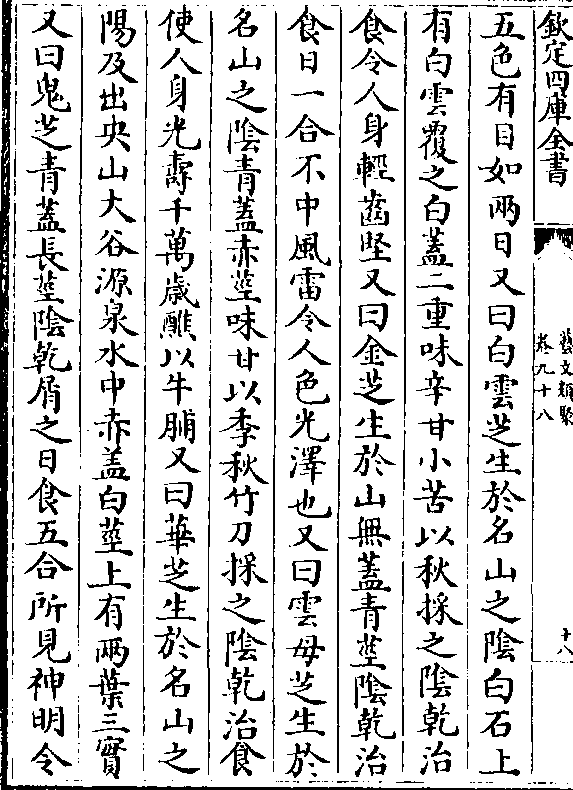 欽定四庫全書
藝文類聚
卷九十八
十八
五色有目如兩日又曰白雲芝生於名山之陰白石上
有白雲覆之白蓋二重味辛甘小苦以秋採之陰乾治
食令人身輕齒堅又曰金芝生於山無蓋青莖陰乾治
食日一合不中風雷令人色光澤也又曰雲母芝生於
名山之陰青蓋赤莖味甘以季秋竹刀採之陰乾治食
使人身光壽千萬歲醮以牛脯又曰華芝生於名山之
陽及出央山大谷源泉水中赤盖白莖上有兩葉三實
又曰鬼芝青蓋長莖陰乾屑之日食五合所見神明令